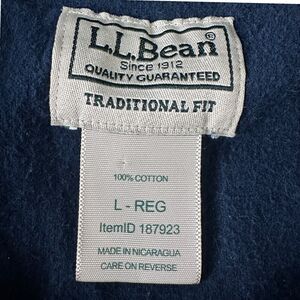 L.L.Bean®
Since 1912
QUALITY GUARANTEED
TRADITIONAL FIT
100% COTTON
L - REG
ItemID 187923
MADE IN NICARAGUA
CARE ON REVERSE